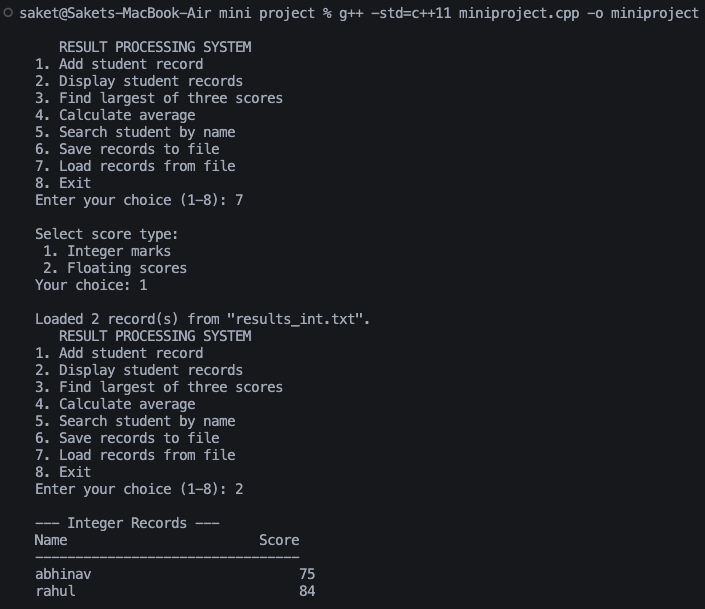 saket@Sakets-MacBook-Air mini project % g++ -std=c++11 miniproject.cpp -o miniproject
RESULT PROCESSING SYSTEM
1. Add student record
2. Display student records
3. Find largest of three scores
4. Calculate average
5. Search student by name
6. Save records to file
7. Load records from file
8. Exit
Enter your choice (1-8): 7
Select score type:
1. Integer marks
2. Floating scores
Your choice: 1
Loaded 2 record(s) from "results_int.txt".
RESULT PROCESSING SYSTEM
1. Add student record
2. Display student records
3. Find largest of three scores
4. Calculate average
5. Search student by name
6. Save records to file
7. Load records from file
8. Exit
Enter your choice (1-8): 2
--- Integer Records ---
Name Score
---------------------------------
abhinav 75
rahul 84